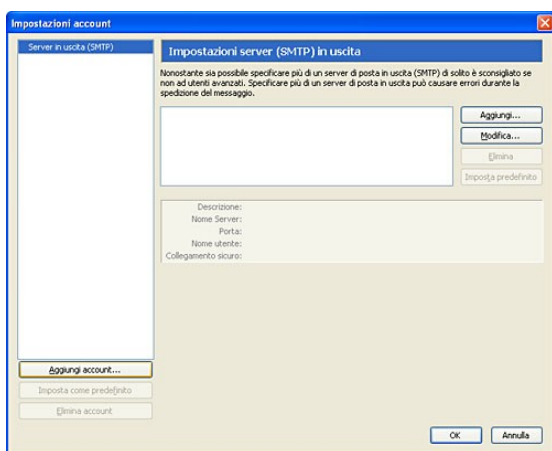 Impostazioni account
Server in uscita (SMTP)
Impostazioni server (SMTP) in uscita
Nonostante sia possibile specificare più di un server di posta in uscita (SMTP) di solito è sconsigliato se
non ad utenti avanzati. Specificare più di un server di posta in uscita può causare errori durante la
spedizione del messaggio.
Aggiungi...
Modifica...
Elimina
Imposta predefinito
Descrizione:
Nome Server:
Porta:
Nome utente:
Collegamento sicuro:
Aggiungi account...
Imposta come predefinito
Elimina account
OK
Annulla